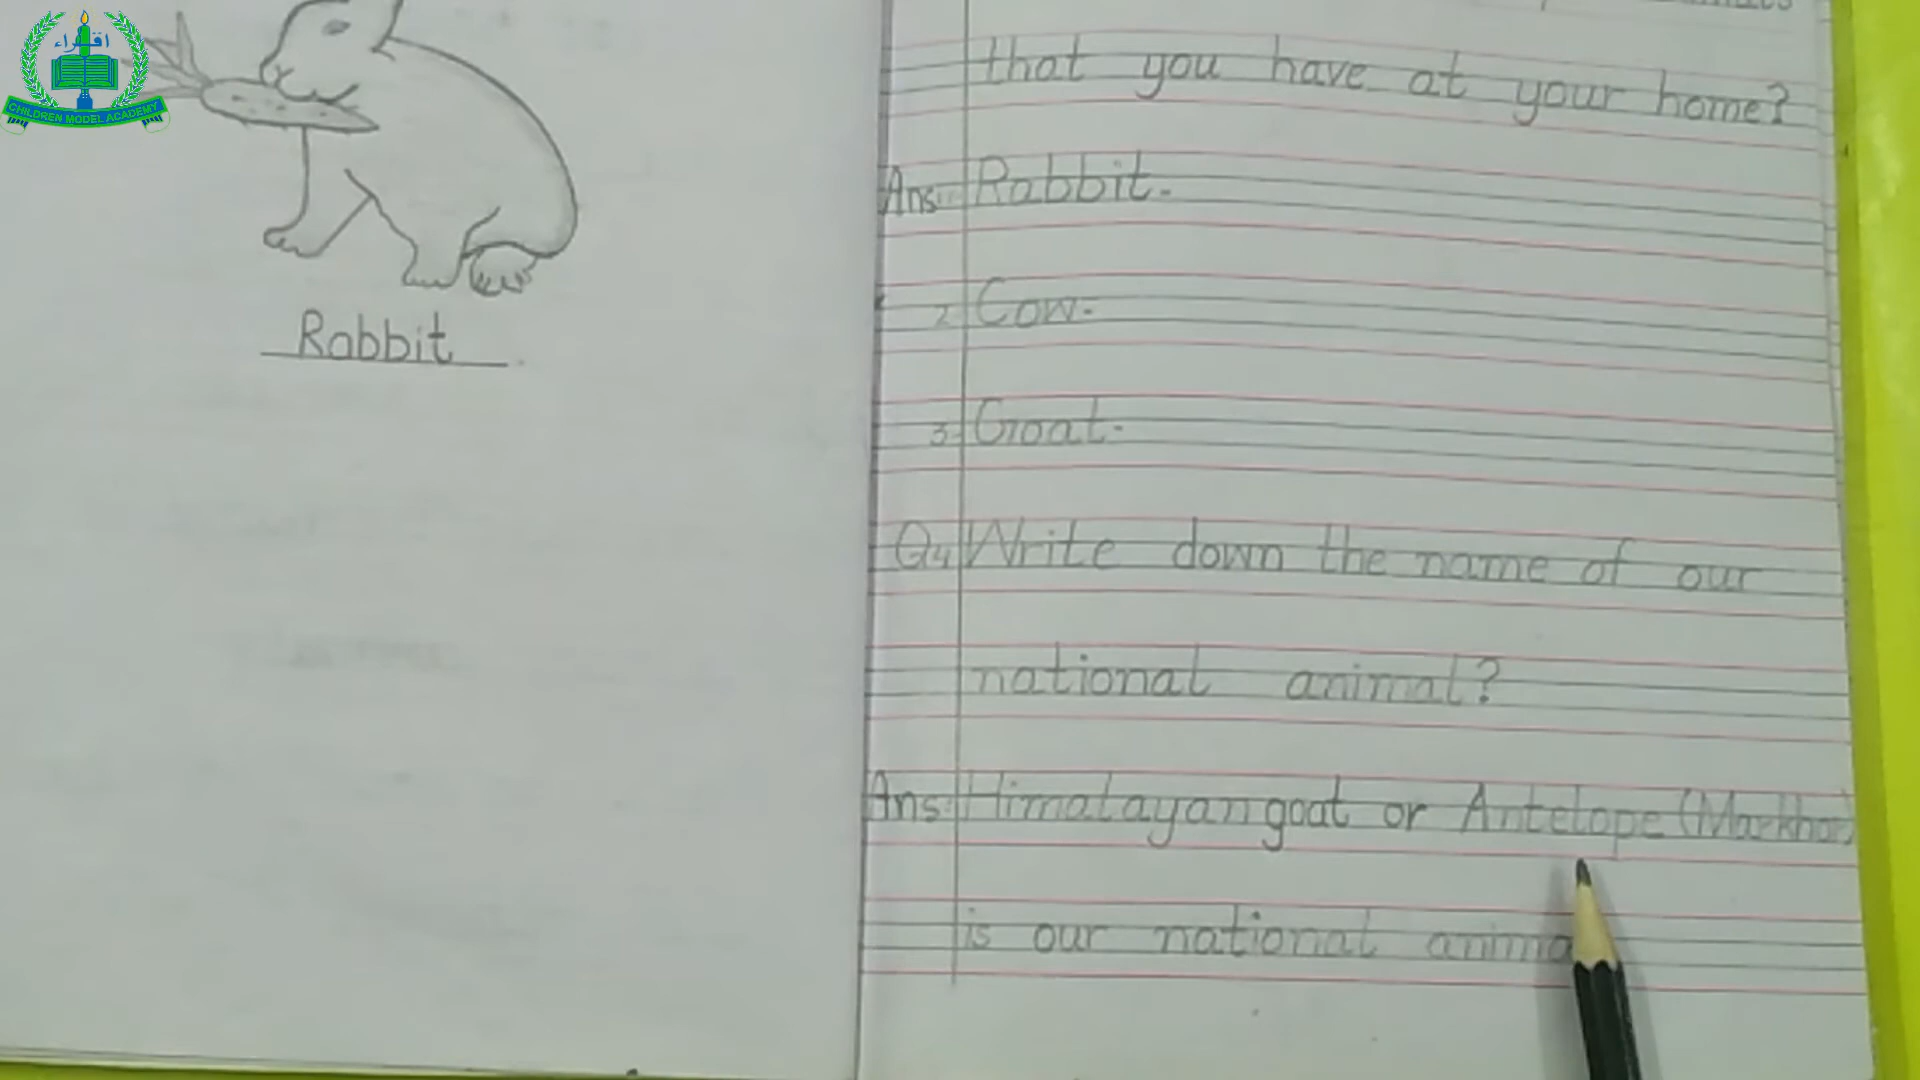 اقراء
CHILDREN MODEL ACADEMY
Rabbit
that you have at your home?
Ans: Rabbit.
2 Cow.
3 Goat.
Q4 Write down the name of our
national animal?
Ans: Himalayan goat or Antelope (Markhor)
is our national